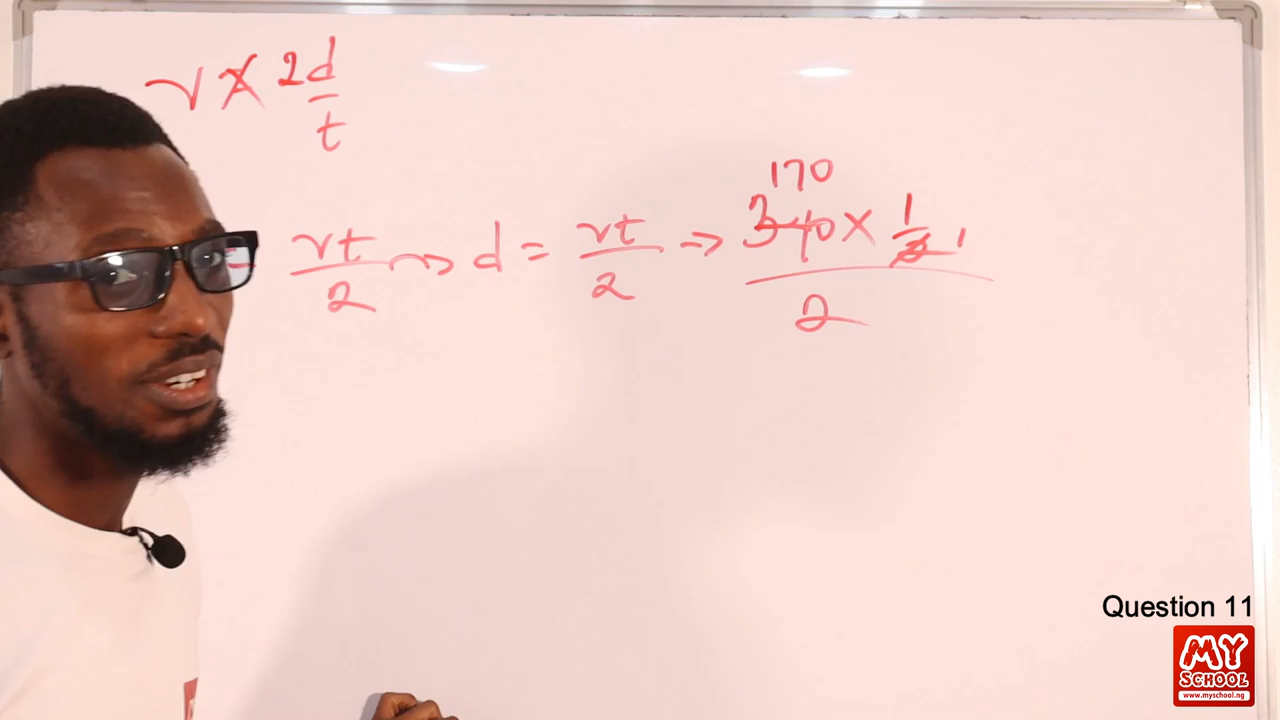 v X 2d
t
170
vt ⇝ d = vt ⇒ 340 X 1
2 2 2 1
2
Question 11
MY
SCHOOL
www.myschool.ng